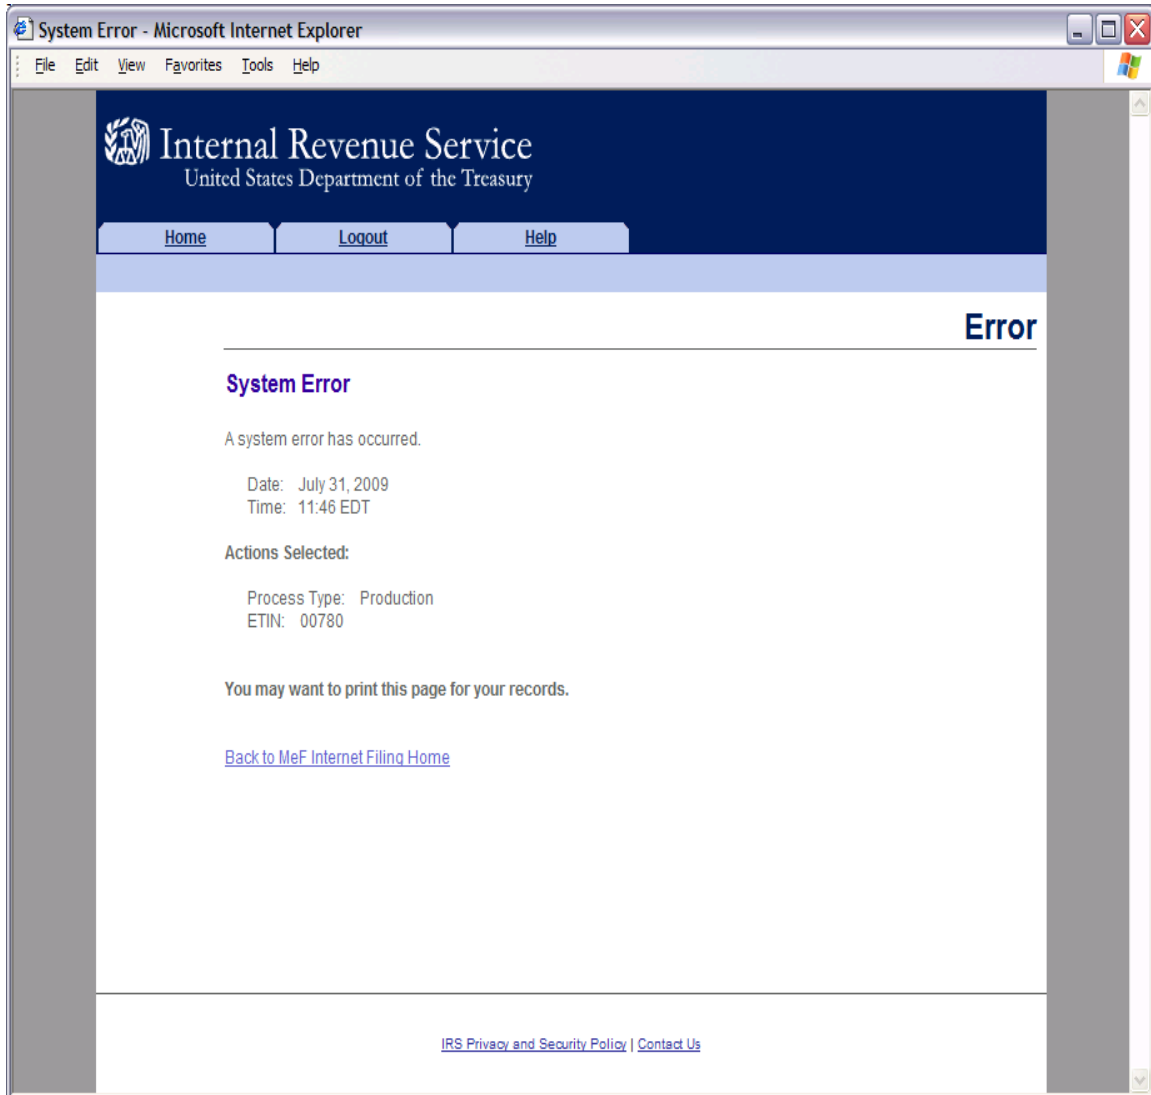 System Error - Microsoft Internet Explorer
File Edit View Favorites Tools Help
Internal Revenue Service
United States Department of the Treasury
Home Logout Help
Error
System Error
A system error has occurred.
Date: July 31, 2009
Time: 11:46 EDT
Actions Selected:
Process Type: Production
ETIN: 00780
You may want to print this page for your records.
Back to MeF Internet Filing Home
IRS Privacy and Security Policy | Contact Us